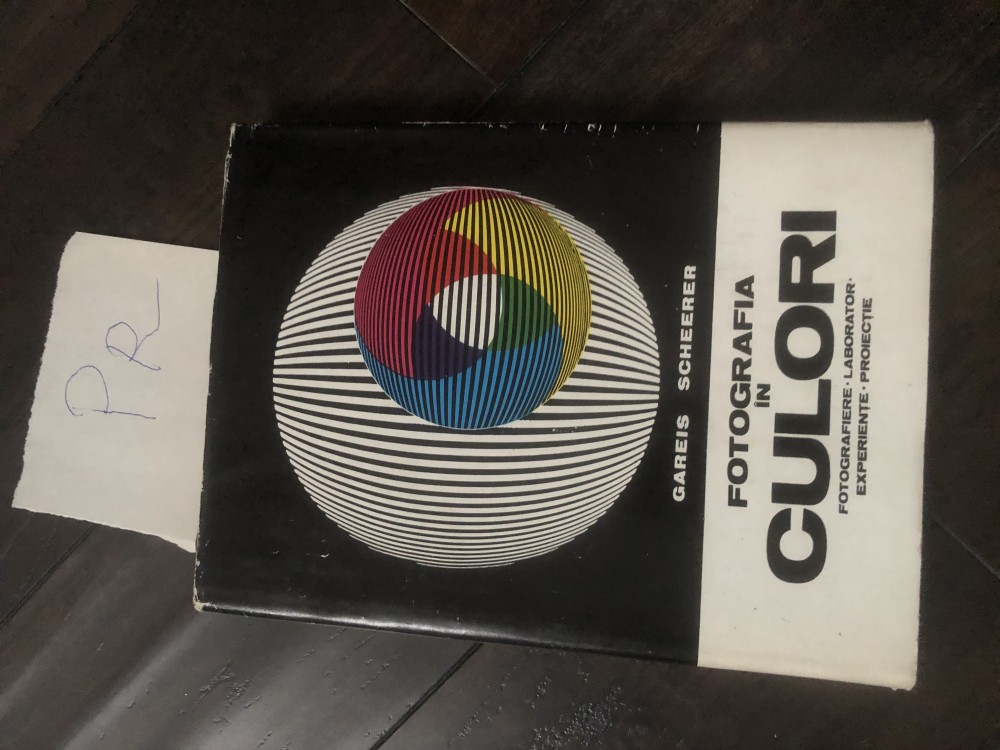 PR
GAREIS SCHEERER
FOTOGRAFIA
ÎN
CULORI
FOTOGRAFIERE · LABORATOR ·
EXPERIENȚE · PROIECȚIE